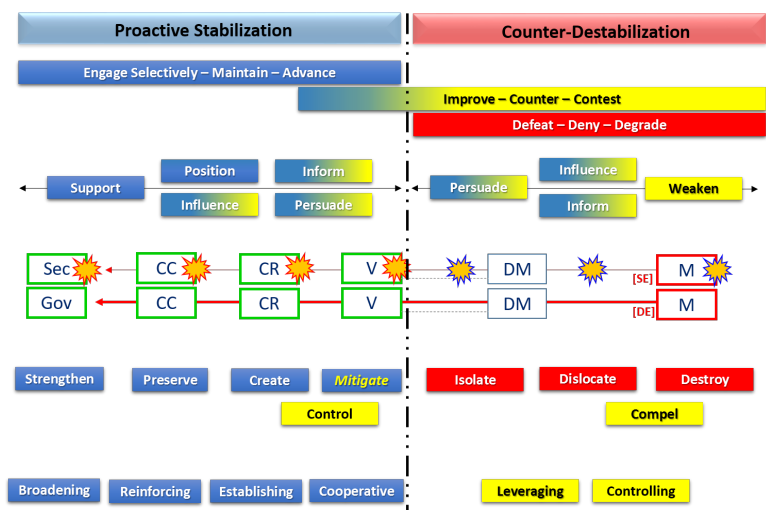 Proactive Stabilization
Counter-Destabilization
Engage Selectively – Maintain – Advance
Improve – Counter – Contest
Defeat – Deny – Degrade
Position
Inform
Influence
Support
Persuade
Weaken
Influence
Persuade
Inform
Sec
CC
CR
V
DM
M
[SE]
Gov
CC
CR
V
DM
M
[DE]
Strengthen
Preserve
Create
Mitigate
Isolate
Dislocate
Destroy
Control
Compel
Broadening
Reinforcing
Establishing
Cooperative
Leveraging
Controlling